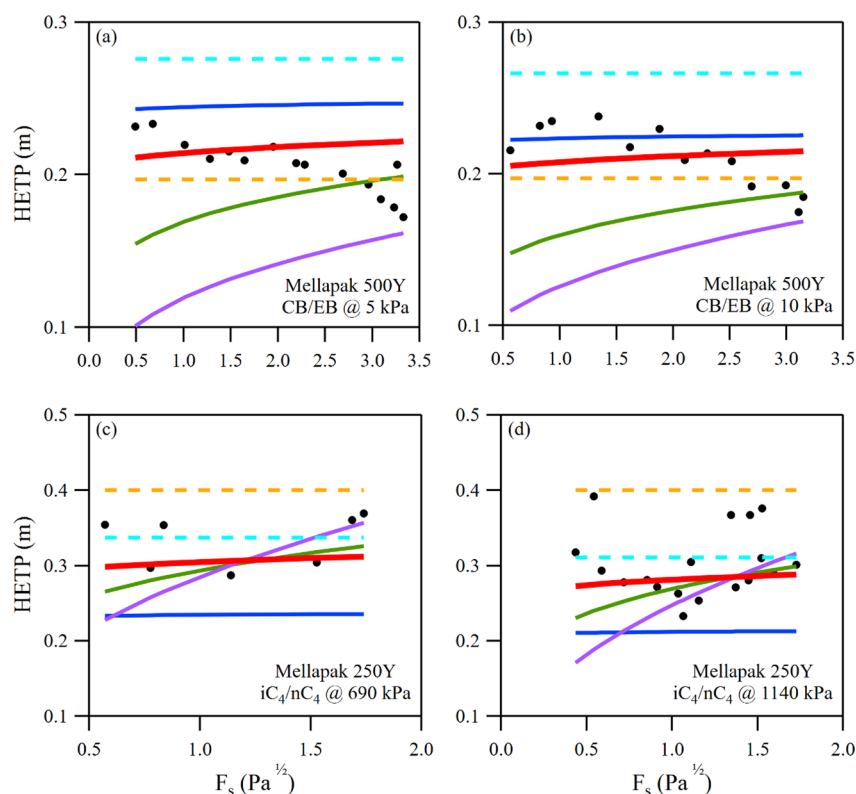 0.3
(a)
0.2
HETP (m)
Mellapak 500Y
CB/EB @ 5 kPa
0.1
0.0 0.5 1.0 1.5 2.0 2.5 3.0 3.5
0.3
(b)
0.2
Mellapak 500Y
CB/EB @ 10 kPa
0.1
0.5 1.0 1.5 2.0 2.5 3.0 3.5
0.5
(c)
0.4
0.3
HETP (m)
0.2
Mellapak 250Y
iC₄/nC₄ @ 690 kPa
0.1
0.5 1.0 1.5 2.0
Fₛ (Pa^½)
0.5
(d)
0.4
0.3
0.2
Mellapak 250Y
iC₄/nC₄ @ 1140 kPa
0.1
0.0 0.5 1.0 1.5 2.0
Fₛ (Pa^½)